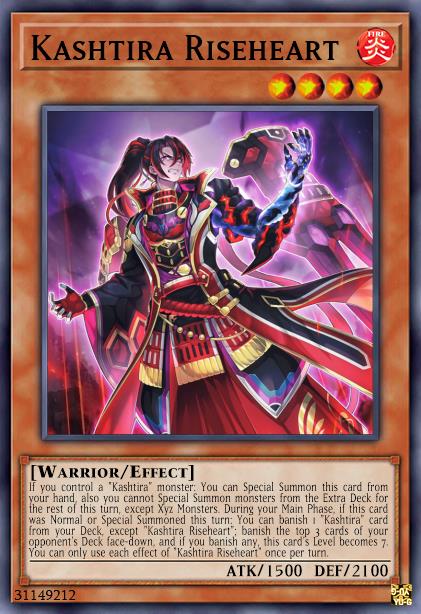 Kashtira Riseheart
FIRE
炎
[Warrior/Effect]
If you control a "Kashtira" monster: You can Special Summon this card from
your hand, also you cannot Special Summon monsters from the Extra Deck for
the rest of this turn, except Xyz Monsters. During your Main Phase, if this card
was Normal or Special Summoned this turn: You can banish 1 "Kashtira" card
from your Deck, except "Kashtira Riseheart"; banish the top 3 cards of your
opponent's Deck face-down, and if you banish any, this card's Level becomes 7.
You can only use each effect of "Kashtira Riseheart" once per turn.
ATK/1500 DEF/2100
31149212